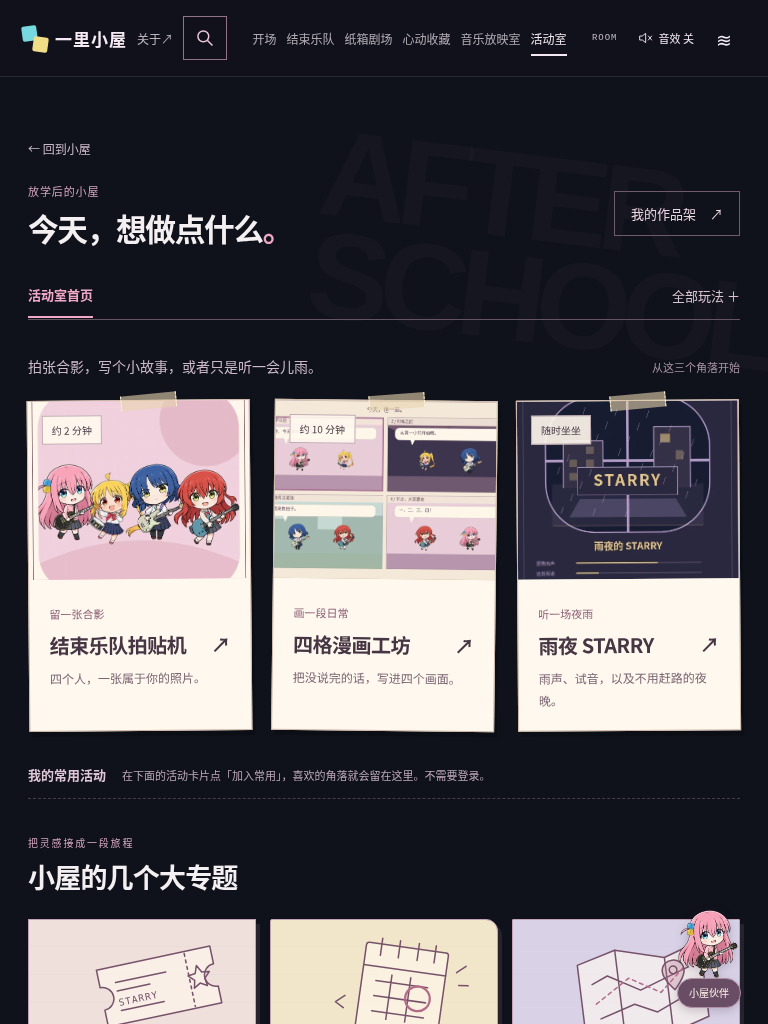 一里小屋
关于↗
开场 结束乐队 纸箱剧场 心动收藏 音乐放映室 活动室
ROOM
音效 关
AFTER
SCHOOL
← 回到小屋
放学后的小屋
今天，想做点什么。
我的作品架 ↗
活动室首页
全部玩法 +
拍张合影，写个小故事，或者只是听一会儿雨。
从这三个角落开始
约 2 分钟
留一张合影
结束乐队拍贴机 ↗
四个人，一张属于你的照片。
约 10 分钟
一、二、三、四！
画一段日常
四格漫画工坊 ↗
把没说完的话，写进四个画面。
随时坐坐
STARRY
雨夜的 STARRY
听一场夜雨
雨夜 STARRY ↗
雨声、试音，以及不用赶路的夜
晚。
我的常用活动
在下面的活动卡片点「加入常用」，喜欢的角落就会留在这里。不需要登录。
把灵感接成一段旅程
小屋的几个大专题
STARRY
小屋伙伴